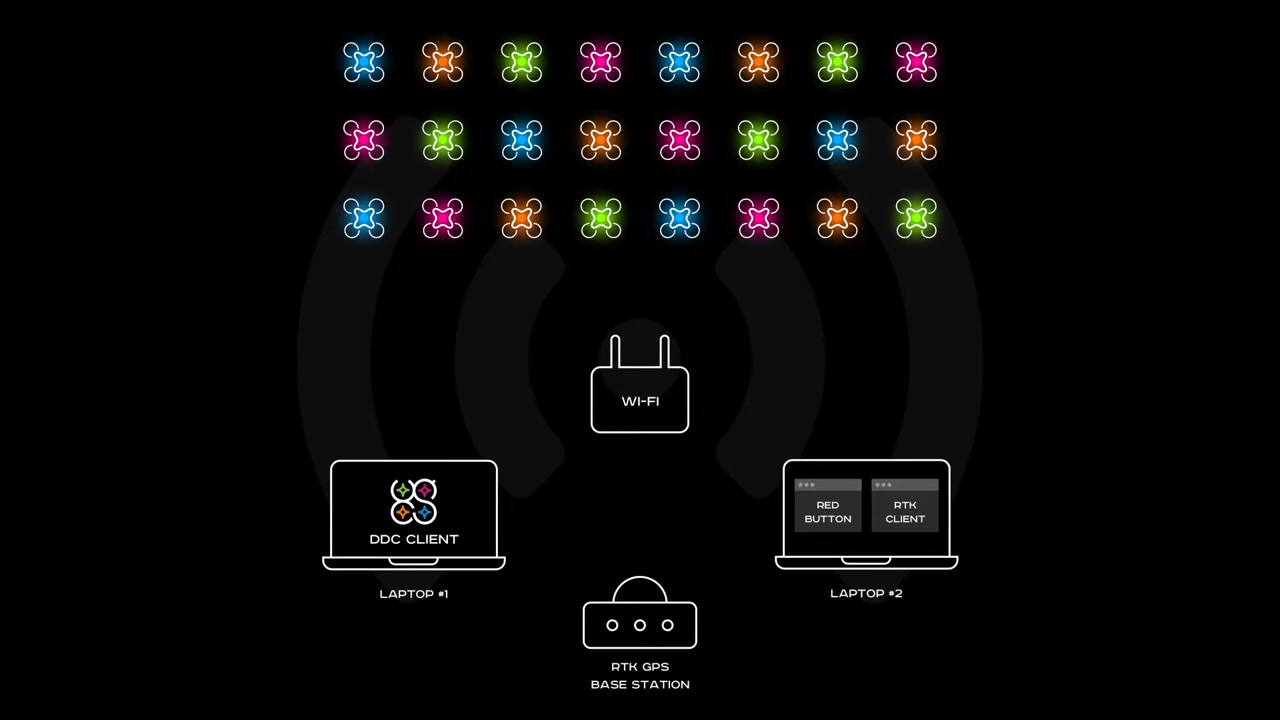 WI-FI
DDC CLIENT
LAPTOP #1
RED
BUTTON
RTK
CLIENT
LAPTOP #2
RTK GPS
BASE STATION